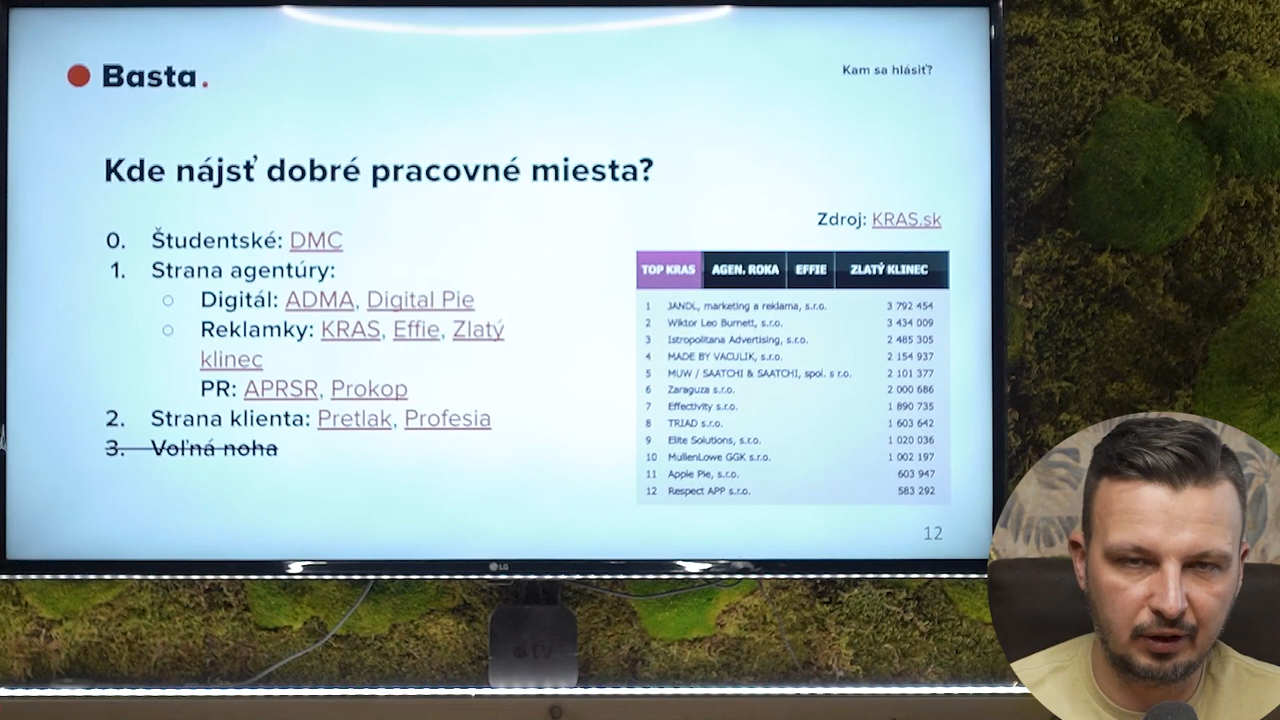 Basta.
Kam sa hlásiť?
Kde nájsť dobré pracovné miesta?
0. Študentské: DMC
1. Strana agentúry:
○ Digitál: ADMA, Digital Pie
○ Reklamky: KRAS, Effie, Zlatý
klinec
PR: APRSR, Prokop
2. Strana klienta: Pretlak, Profesia
3. Voľná noha
Zdroj: KRAS.sk
TOP KRAS AGEN. ROKA EFFIE ZLATÝ KLINEC
1 JANDL, marketing a reklama, s.r.o. 3 792 454
2 Wiktor Leo Burnett, s.r.o. 3 434 009
3 Istropolitana Advertising, s.r.o. 2 485 305
4 MADE BY VACULIK, s.r.o. 2 154 937
5 MUW / SAATCHI & SAATCHI, spol. s r.o. 2 101 377
6 Zaraguza s.r.o. 2 000 686
7 Effectivity s.r.o. 1 890 735
8 TRIAD s.r.o. 1 603 642
9 Elite Solutions, s.r.o. 1 020 036
10 MullenLowe GGK s.r.o. 1 002 197
11 Apple Pie, s.r.o. 603 947
12 Respect APP s.r.o. 583 292
12
LG